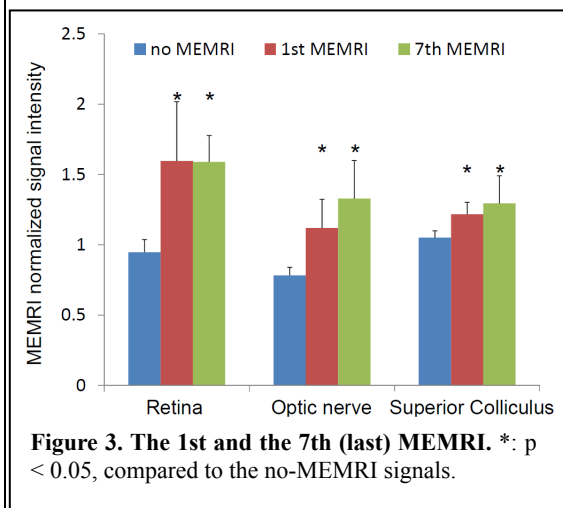 2.5
no MEMRI 1st MEMRI 7th MEMRI
2
* * * * * *
1.5
1
0.5
0
MEMRI normalized signal intensity
Retina Optic nerve Superior Colliculus
Figure 3. The 1st and the 7th (last) MEMRI. *: p
< 0.05, compared to the no-MEMRI signals.